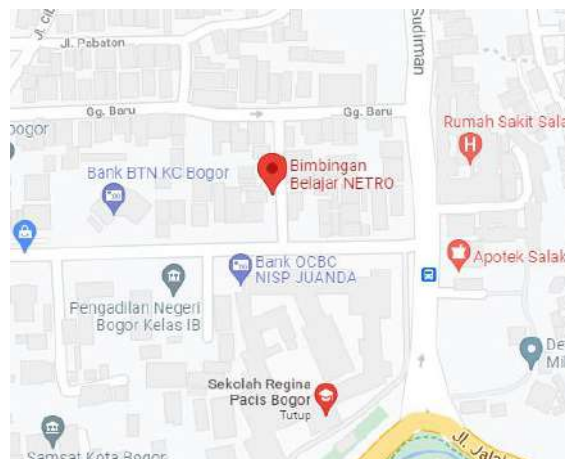 Jl. Pabaton
Sudirman
Gg. Baru
Gg. Baru
Rumah Sakit Sala
H
Bank BTN KC Bogor
Bimbingan
Belajar NETRO
Bank OCBC
NISP JUANDA
Apotek Salak
Pengadilan Negeri
Bogor Kelas IB
Sekolah Regina
Pacis Bogor
Tutup
Samsat Kota Bogor